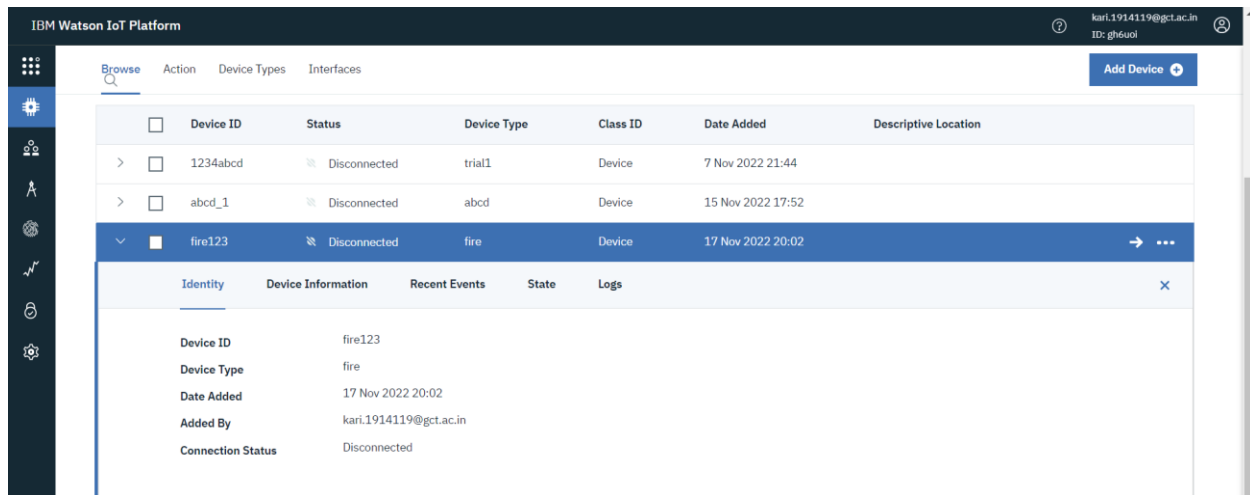 IBM Watson IoT Platform
kari.1914119@gct.ac.in
ID: gh6uoi
Browse Action Device Types Interfaces Add Device
Device ID Status Device Type Class ID Date Added Descriptive Location
1234abcd Disconnected trial1 Device 7 Nov 2022 21:44
abcd_1 Disconnected abcd Device 15 Nov 2022 17:52
fire123 Disconnected fire Device 17 Nov 2022 20:02
Identity Device Information Recent Events State Logs
Device ID fire123
Device Type fire
Date Added 17 Nov 2022 20:02
Added By kari.1914119@gct.ac.in
Connection Status Disconnected